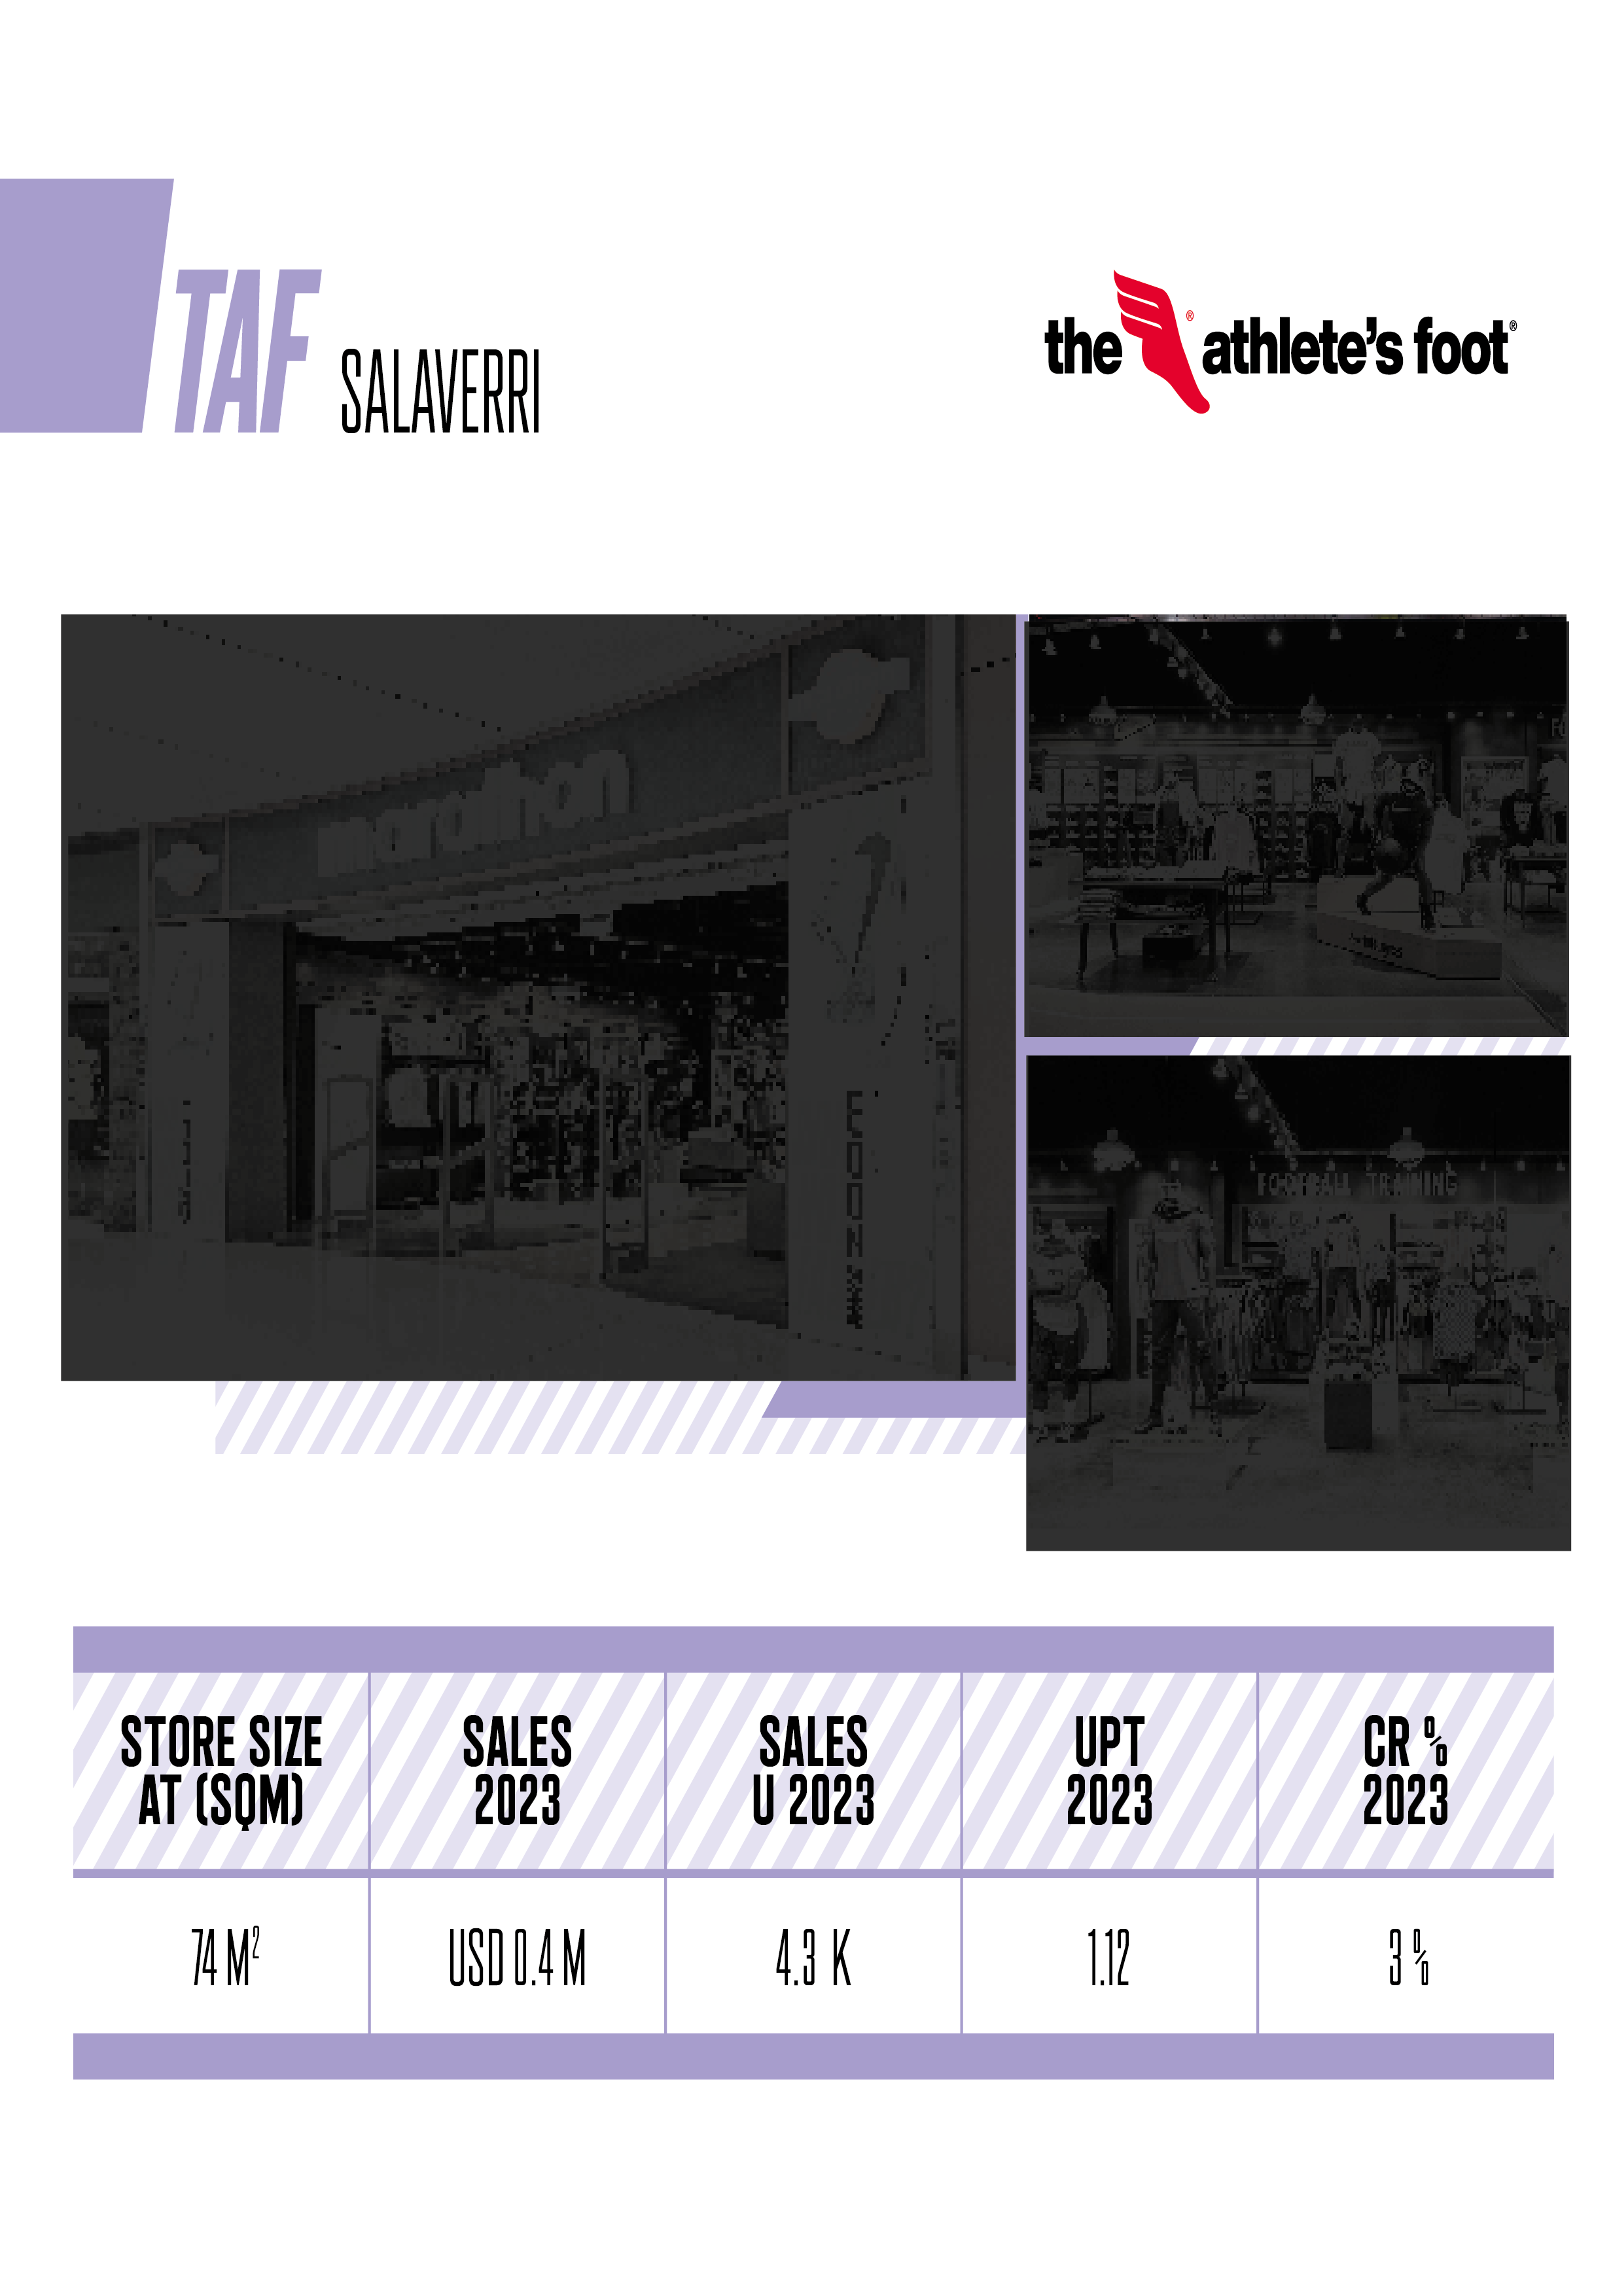 TAF SALAVERRI
the athlete's foot®
marathon
FOOTBALL TRAINING
STORE SIZE
AT (SQM)
SALES
2023
SALES
U 2023
UPT
2023
CR %
2023
74 M²
USD 0.4 M
4.3 K
1.12
3 %